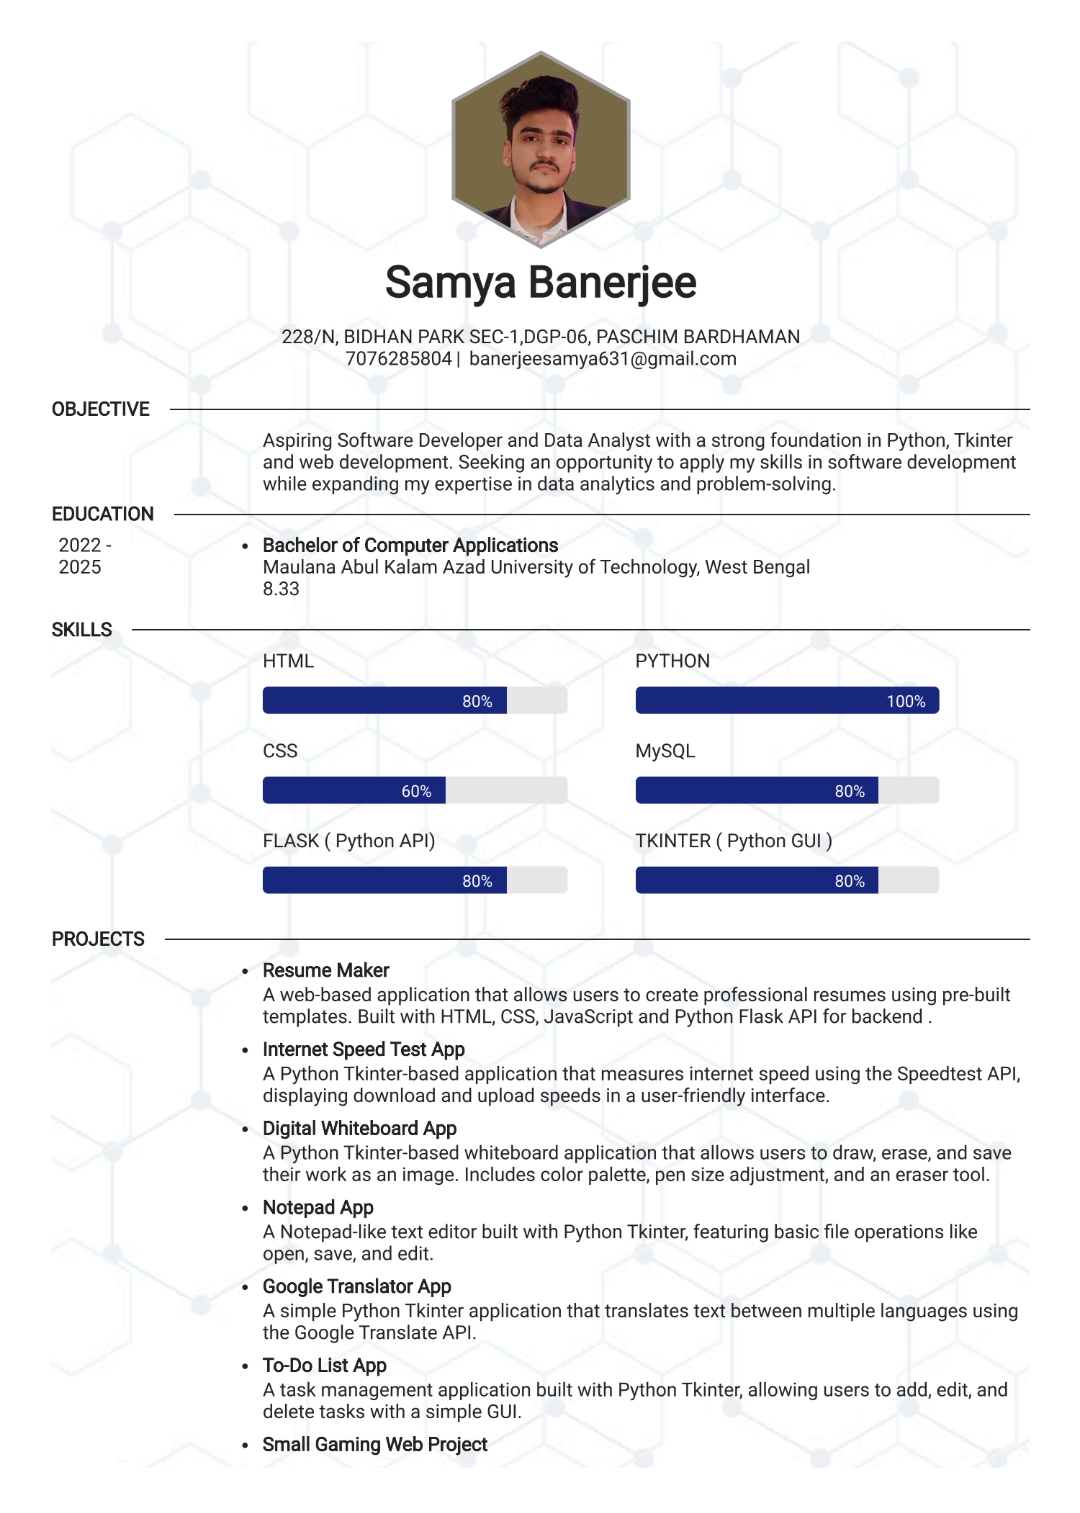 Samya Banerjee
228/N, BIDHAN PARK SEC-1,DGP-06, PASCHIM BARDHAMAN
7076285804 | banerjeesamya631@gmail.com
OBJECTIVE
Aspiring Software Developer and Data Analyst with a strong foundation in Python, Tkinter
and web development. Seeking an opportunity to apply my skills in software development
while expanding my expertise in data analytics and problem-solving.
EDUCATION
2022 -
2025
• Bachelor of Computer Applications
Maulana Abul Kalam Azad University of Technology, West Bengal
8.33
SKILLS
HTML
80%
PYTHON
100%
CSS
60%
MySQL
80%
FLASK ( Python API)
80%
TKINTER ( Python GUI )
80%
PROJECTS
• Resume Maker
A web-based application that allows users to create professional resumes using pre-built
templates. Built with HTML, CSS, JavaScript and Python Flask API for backend .
• Internet Speed Test App
A Python Tkinter-based application that measures internet speed using the Speedtest API,
displaying download and upload speeds in a user-friendly interface.
• Digital Whiteboard App
A Python Tkinter-based whiteboard application that allows users to draw, erase, and save
their work as an image. Includes color palette, pen size adjustment, and an eraser tool.
• Notepad App
A Notepad-like text editor built with Python Tkinter, featuring basic file operations like
open, save, and edit.
• Google Translator App
A simple Python Tkinter application that translates text between multiple languages using
the Google Translate API.
• To-Do List App
A task management application built with Python Tkinter, allowing users to add, edit, and
delete tasks with a simple GUI.
• Small Gaming Web Project